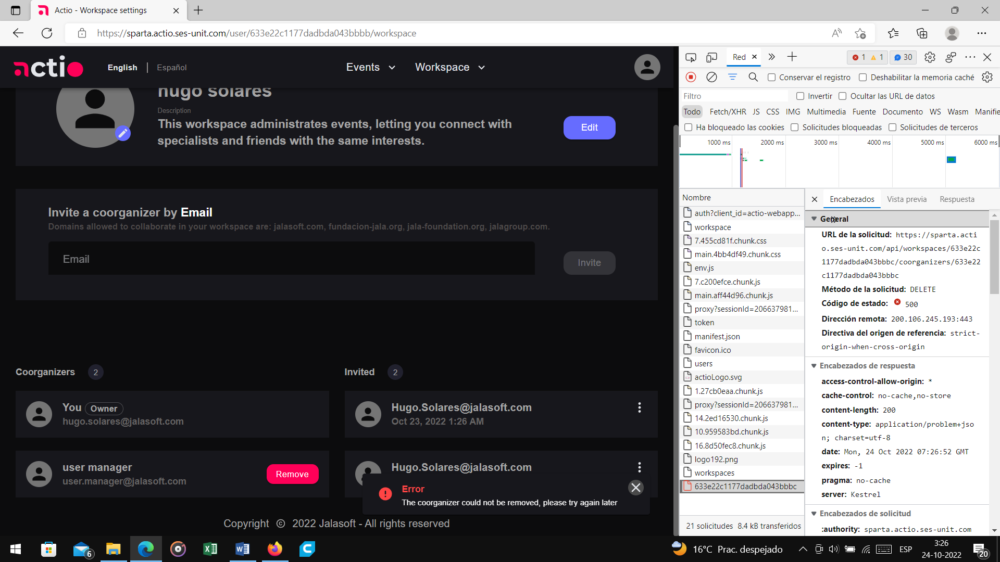 Actio - Workspace settings
https://sparta.actio.ses-unit.com/user/633e22c1177dadbda043bbbb/workspace
actio
English | Español
Events
Workspace
hugo solares
Description
This workspace administrates events, letting you connect with
specialists and friends with the same interests.
Edit
Invite a coorganizer by Email
Domains allowed to collaborate in your workspace are: jalasoft.com, fundacion-jala.org, jala-foundation.org, jalagroup.com.
Email
Invite
Coorganizers 2
You Owner
hugo.solares@jalasoft.com
user manager
user.manager@jalasoft.com
Remove
Invited 2
Hugo.Solares@jalasoft.com
Oct 23, 2022 1:26 AM
Hugo.Solares@jalasoft.com
Error
The coorganizer could not be removed, please try again later
Copyright © 2022 Jalasoft - All rights reserved
Red
1 1 30
Conservar el registro Deshabilitar la memoria caché
Filtro Invertir Ocultar las URL de datos
Todo Fetch/XHR JS CSS IMG Multimedia Fuente Documento WS Wasm Manifie
Ha bloqueado las cookies Solicitudes bloqueadas Solicitudes de terceros
1000 ms 2000 ms 3000 ms 4000 ms 5000 ms 6000 ms
Nombre
auth?client_id=actio-webapp...
workspace
7.455cd81f.chunk.css
main.4bb4df49.chunk.css
env.js
7.c200efce.chunk.js
main.aff44d96.chunk.js
proxy?sessionId=206637981...
token
manifest.json
favicon.ico
users
actioLogo.svg
1.27cb0eaa.chunk.js
proxy?sessionId=206637981...
14.2ed16530.chunk.js
10.959583bd.chunk.js
16.8d50fec8.chunk.js
logo192.png
workspaces
633e22c1177dadbda043bbbc
21 solicitudes 8.4 kB transferidos
Encabezados Vista previa Respuesta
General
URL de la solicitud: https://sparta.acti
o.ses-unit.com/api/workspaces/633e22c
1177dadbda043bbbc/coorganizers/633e22
c1177dadbda043bbbc
Método de la solicitud: DELETE
Código de estado: 500
Dirección remota: 200.106.245.193:443
Directiva del origen de referencia: strict-
origin-when-cross-origin
Encabezados de respuesta
access-control-allow-origin: *
cache-control: no-cache,no-store
content-length: 200
content-type: application/problem+jso
n; charset=utf-8
date: Mon, 24 Oct 2022 07:26:52 GMT
expires: -1
pragma: no-cache
server: Kestrel
Encabezados de solicitud
:authority: sparta.actio.ses-unit.com
6
16°C Prac. despejado
ESP
3:26
24-10-2022
20